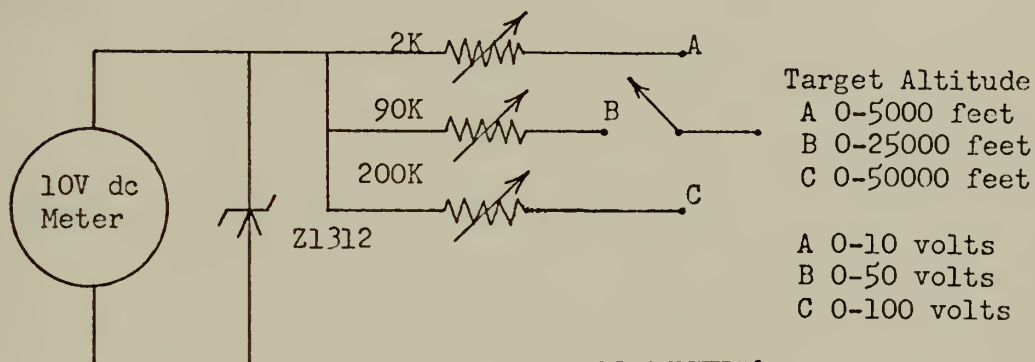 2K
A
90K
B
200K
C
10V dc
Meter
Z1312
Target Altitude
A 0-5000 feet
B 0-25000 feet
C 0-50000 feet
A 0-10 volts
B 0-50 volts
C 0-100 volts